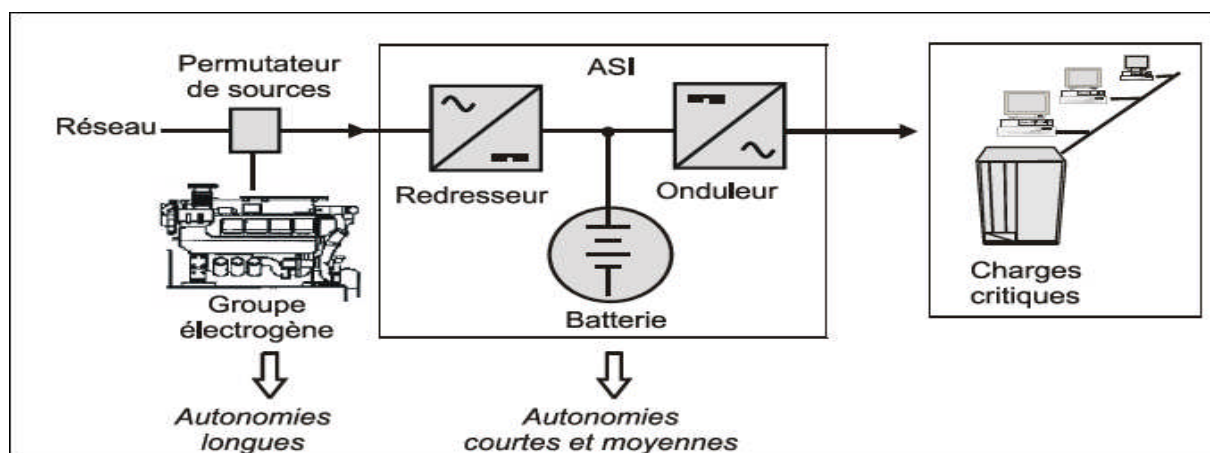 Permutateur
de sources
Réseau
Groupe
électrogène
Autonomies
longues
ASI
Redresseur
Onduleur
Batterie
Autonomies
courtes et moyennes
Charges
critiques